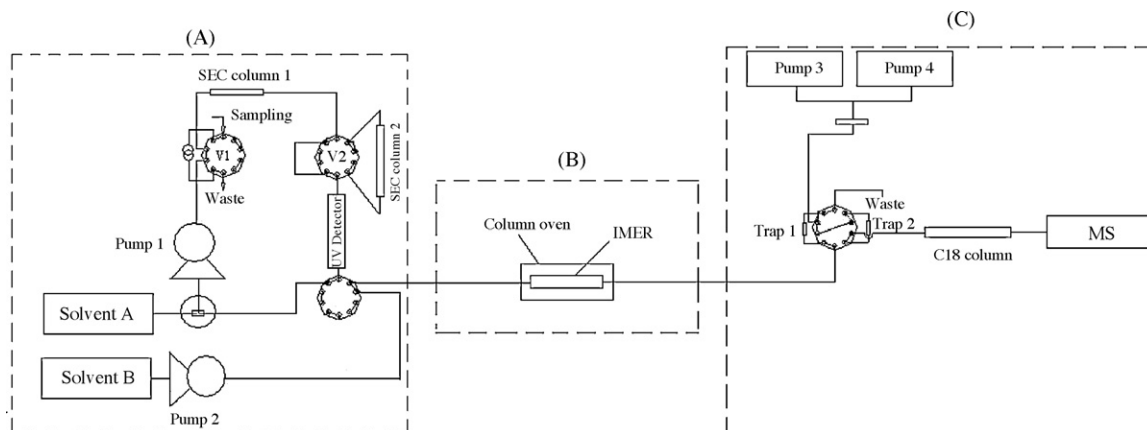 (A)
SEC column 1
Sampling
V1
V2
SEC column 2
Waste
UV Detector
Pump 1
Solvent A
Solvent B
Pump 2
(B)
Column oven
IMER
(C)
Pump 3
Pump 4
Waste
Trap 1
Trap 2
C18 column
MS